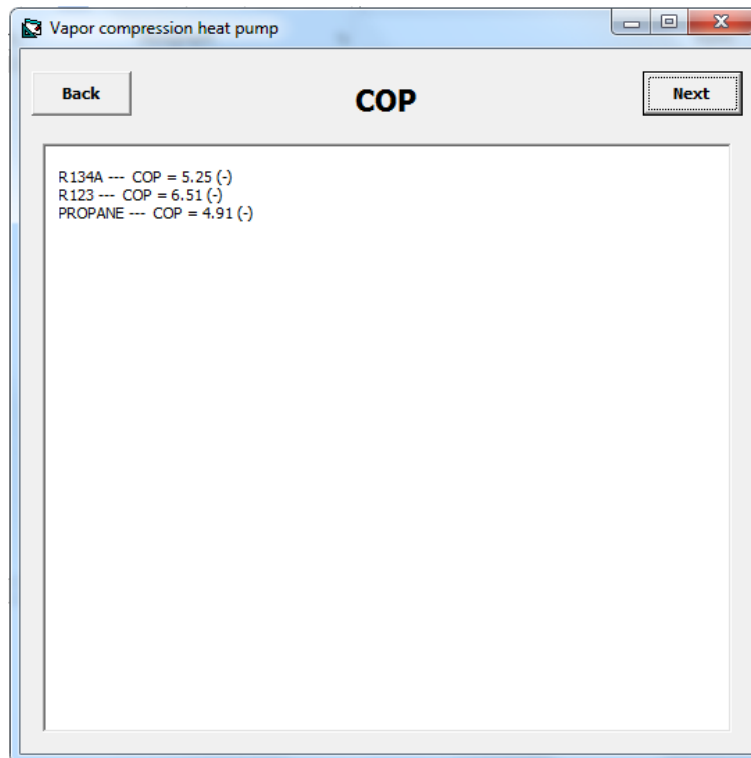 Vapor compression heat pump
Back
COP
Next
R134A --- COP = 5.25 (-)
R123 --- COP = 6.51 (-)
PROPANE --- COP = 4.91 (-)